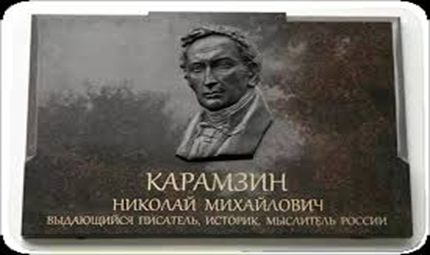 КАРАМЗИН
НИКОЛАЙ МИХАЙЛОВИЧ
ВЫДАЮЩИЙСЯ ПИСАТЕЛЬ, ИСТОРИК, МЫСЛИТЕЛЬ РОССИИ